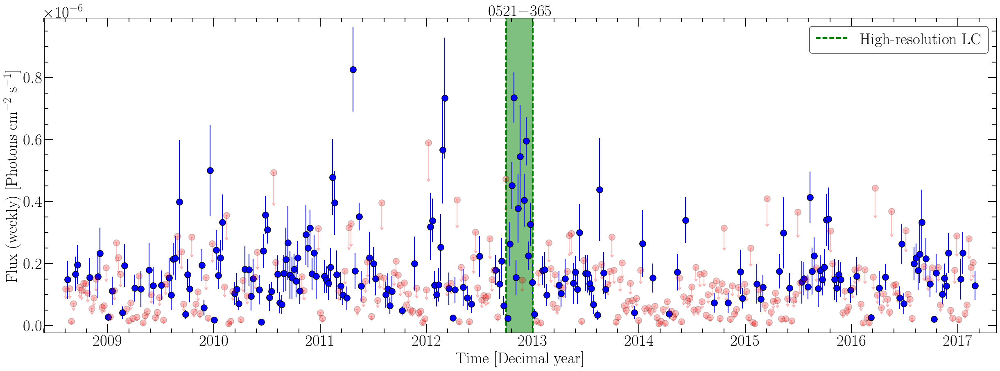 ×10⁻⁶
0521−365
High-resolution LC
Flux (weekly) [Photons cm⁻² s⁻¹]
0.8
0.6
0.4
0.2
0.0
2009 2010 2011 2012 2013 2014 2015 2016 2017
Time [Decimal year]